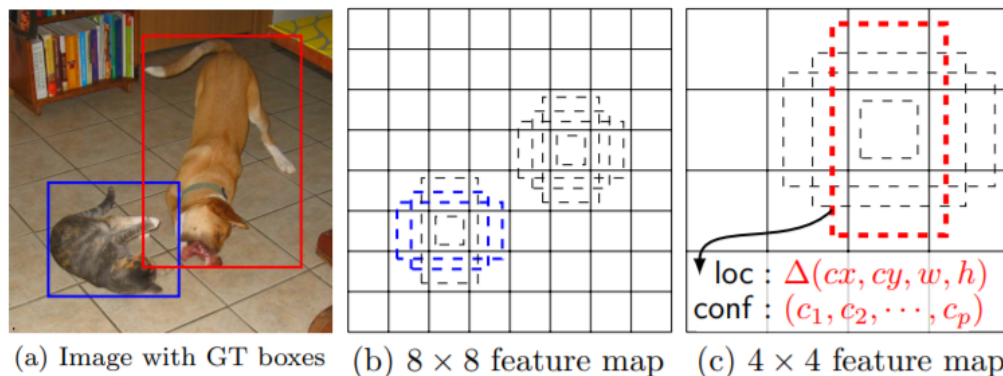 loc : Δ(cx, cy, w, h)
conf : (c₁, c₂, ⋯, cₚ)
(a) Image with GT boxes
(b) 8 × 8 feature map
(c) 4 × 4 feature map